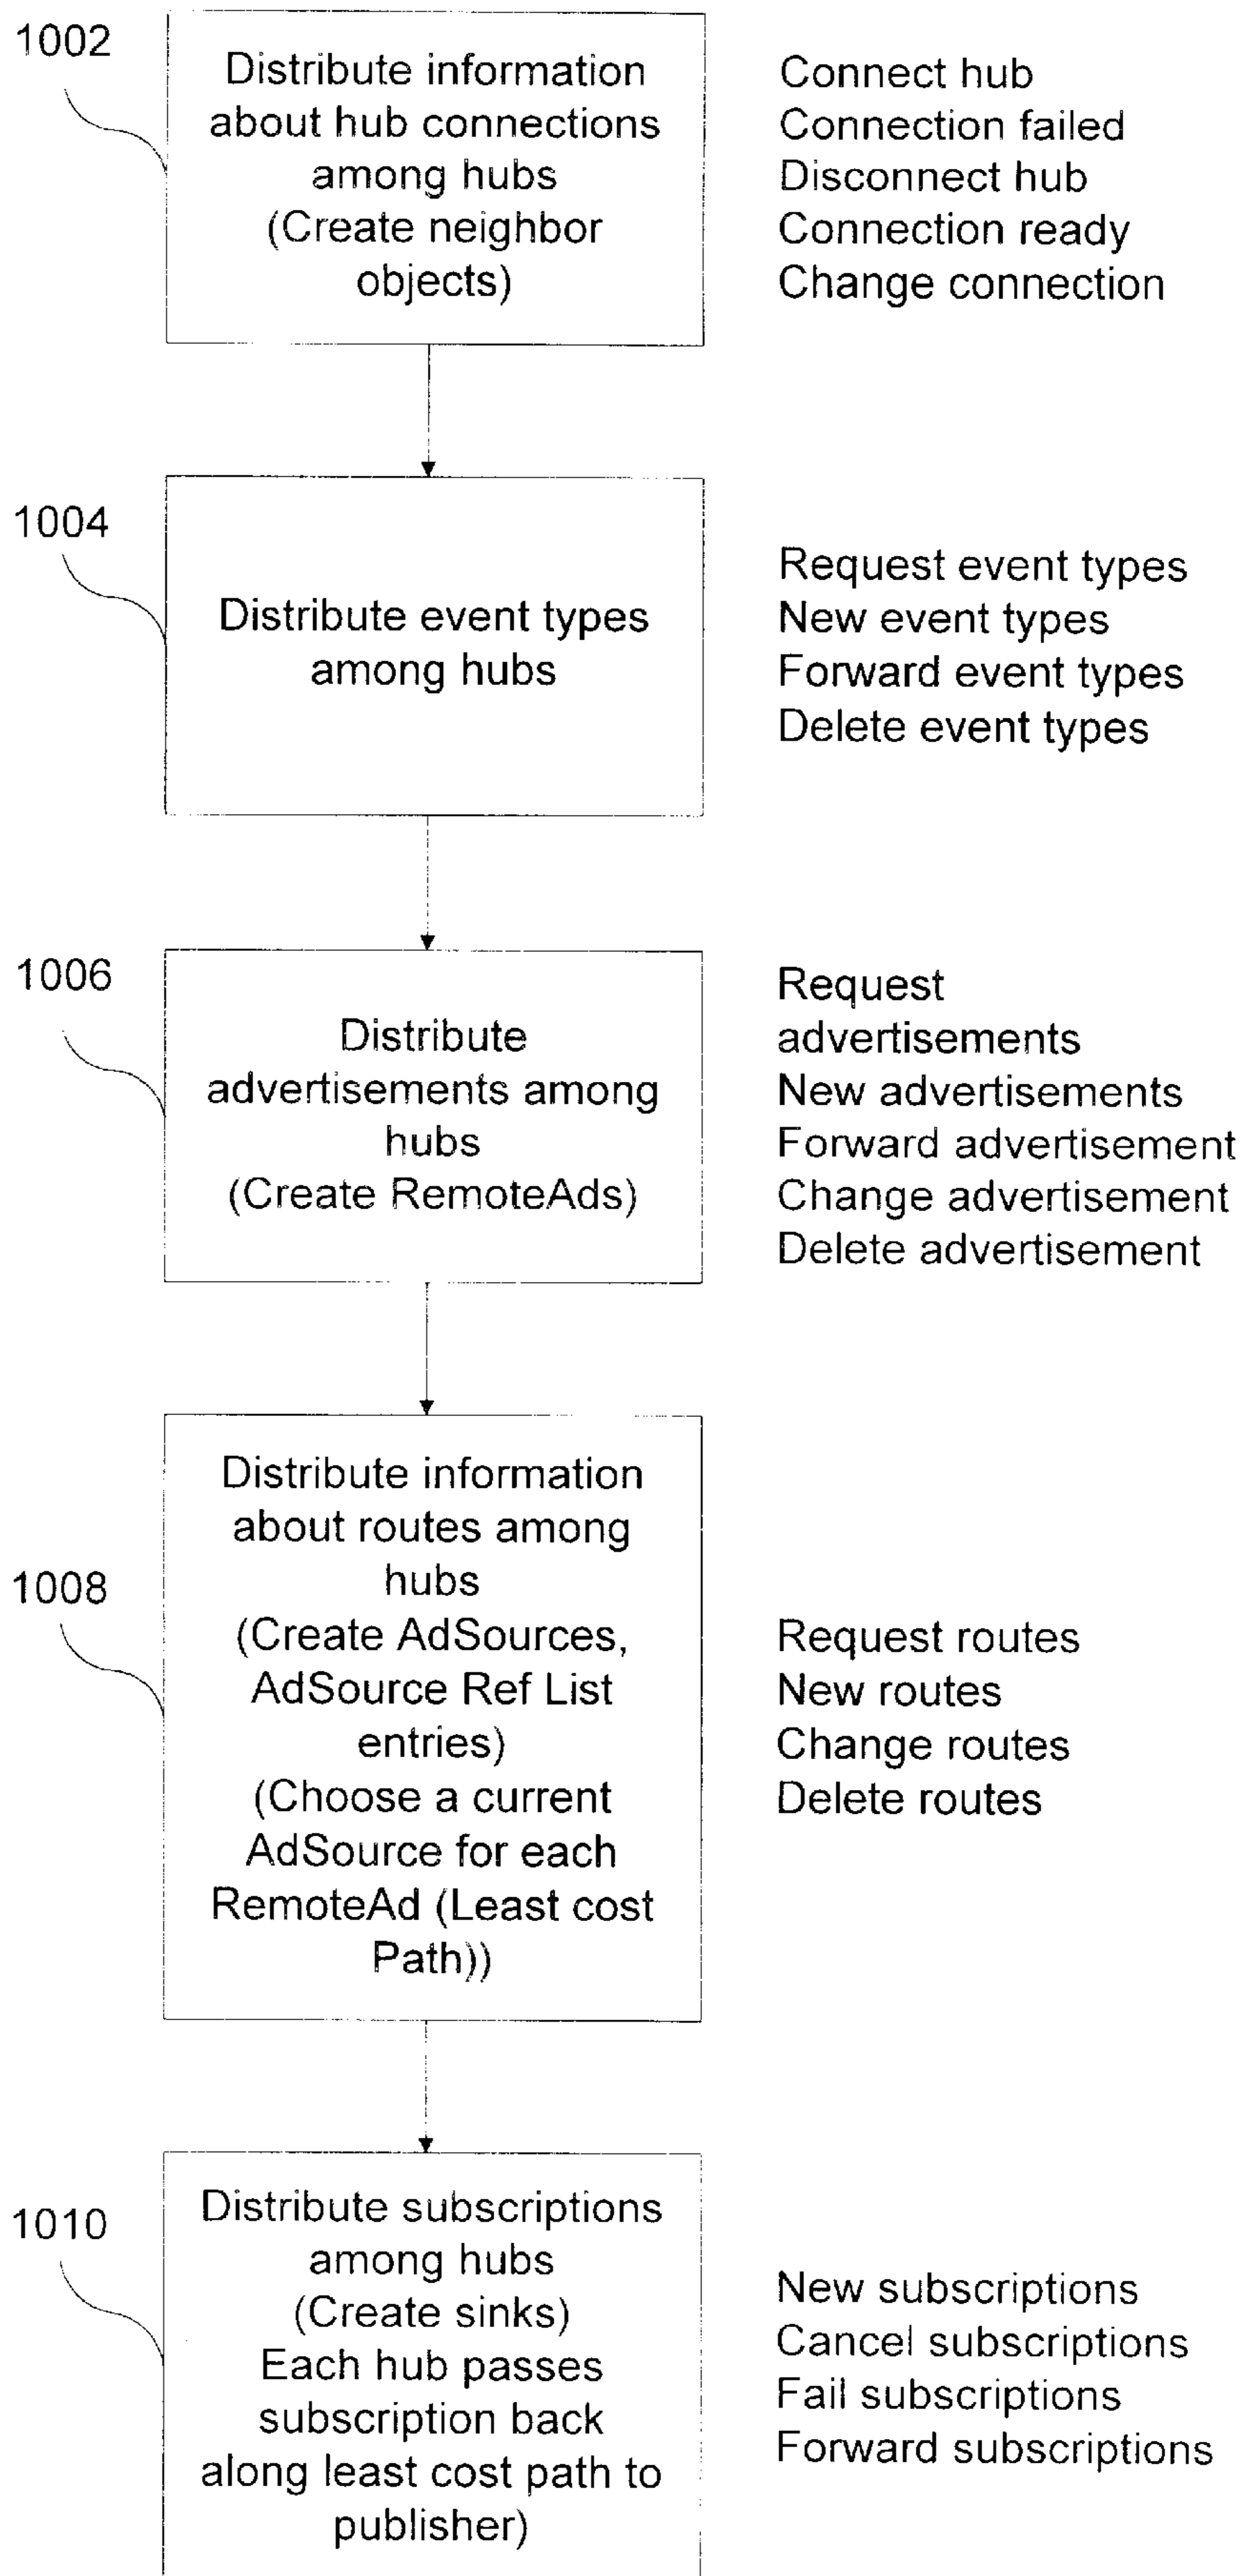 1002
Distribute information
about hub connections
among hubs
(Create neighbor
objects)
Connect hub
Connection failed
Disconnect hub
Connection ready
Change connection
1004
Distribute event types
among hubs
Request event types
New event types
Forward event types
Delete event types
1006
Distribute
advertisements among
hubs
(Create RemoteAds)
Request
advertisements
New advertisements
Forward advertisement
Change advertisement
Delete advertisement
1008
Distribute information
about routes among
hubs
(Create AdSources,
AdSource Ref List
entries)
(Choose a current
AdSource for each
RemoteAd (Least cost
Path))
Request routes
New routes
Change routes
Delete routes
1010
Distribute subscriptions
among hubs
(Create sinks)
Each hub passes
subscription back
along least cost path to
publisher)
New subscriptions
Cancel subscriptions
Fail subscriptions
Forward subscriptions